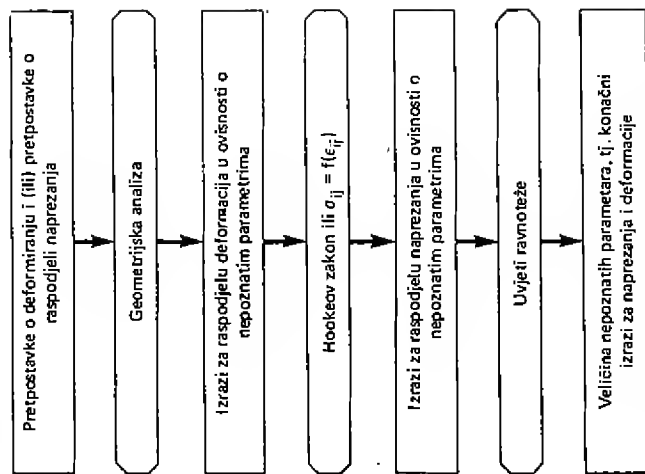 Pretpostavke o deformiranju i (ili) pretpostavke o
raspodjeli naprezanja
Geometrijska analiza
Izrazi za raspodjelu deformacija u ovisnosti o
nepoznatim parametrima
Hookeov zakon ili σij = f(ϵij)
Izrazi za raspodjelu naprezanja u ovisnosti o
nepoznatim parametrima
Uvjeti ravnoteže
Veličina nepoznatih parametara, tj. konačni
izrazi za naprezanja i deformacije